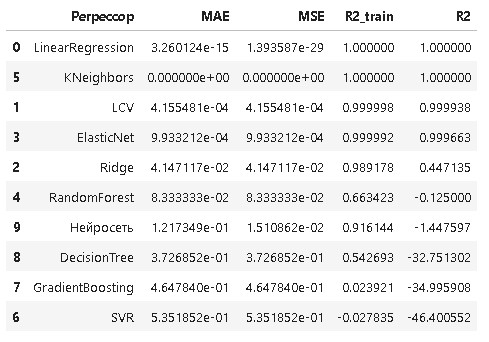 Регрессор MAE MSE R2_train R2
0 LinearRegression 3.260124e-15 1.393587e-29 1.000000 1.000000
5 KNeighbors 0.000000e+00 0.000000e+00 1.000000 1.000000
1 LCV 4.155481e-04 4.155481e-04 0.999998 0.999938
3 ElasticNet 9.933212e-04 9.933212e-04 0.999992 0.999663
2 Ridge 4.147117e-02 4.147117e-02 0.989178 0.447135
4 RandomForest 8.333333e-02 8.333333e-02 0.663423 -0.125000
9 Нейросеть 1.217349e-01 1.510862e-02 0.916144 -1.447597
8 DecisionTree 3.726852e-01 3.726852e-01 0.542693 -32.751302
7 GradientBoosting 4.647840e-01 4.647840e-01 0.023921 -34.995908
6 SVR 5.351852e-01 5.351852e-01 -0.027835 -46.400552